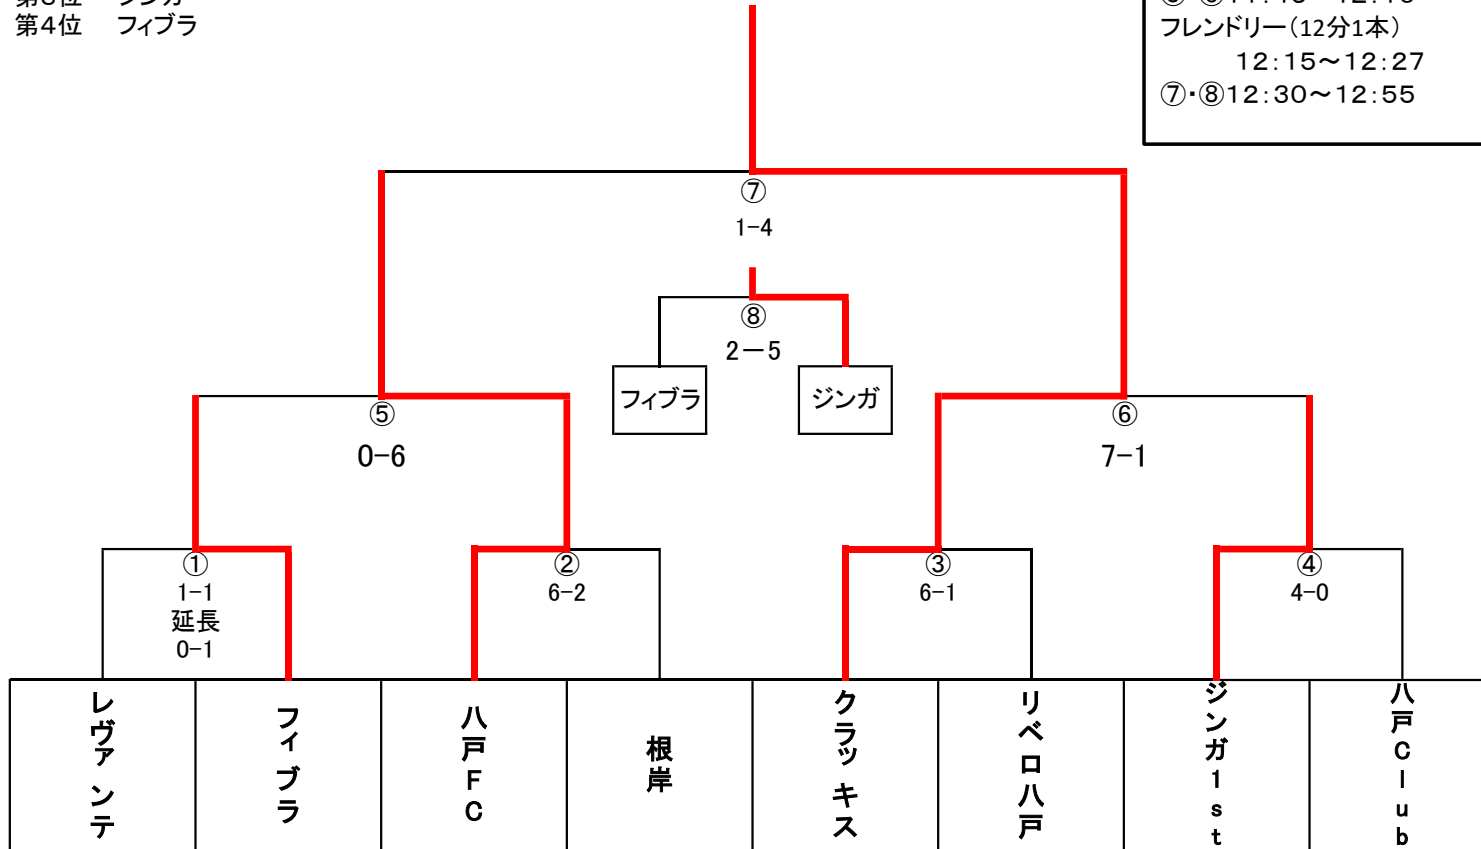 第4位 フィブラ
フレンドリー(12分1本)
12:15～12:27
⑦・⑧12:30～12:55
⑦
1-4
⑧
2－5
フィブラ
ジンガ
⑤
0-6
⑥
7-1
①
1-1
延長
0-1
②
6-2
③
6-1
④
4-0
レヴァンテ
フィブラ
八戸FC
根岸
クラッキス
リベロ八戸
ジンガ1st
八戸Club